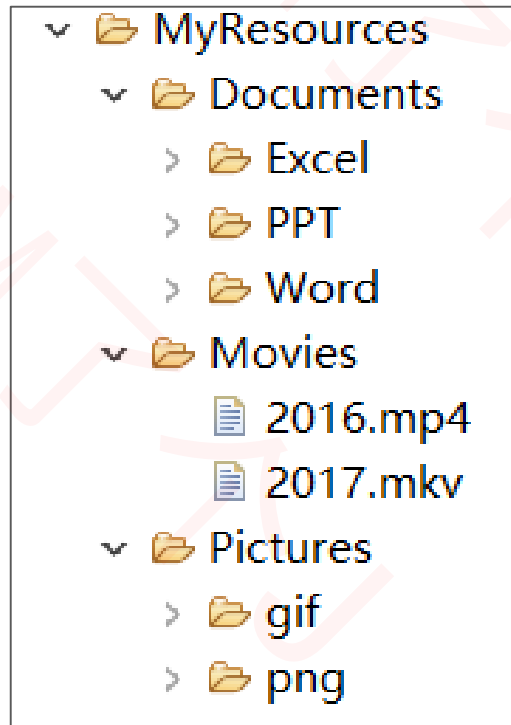 MyResources
Documents
Excel
PPT
Word
Movies
2016.mp4
2017.mkv
Pictures
gif
png